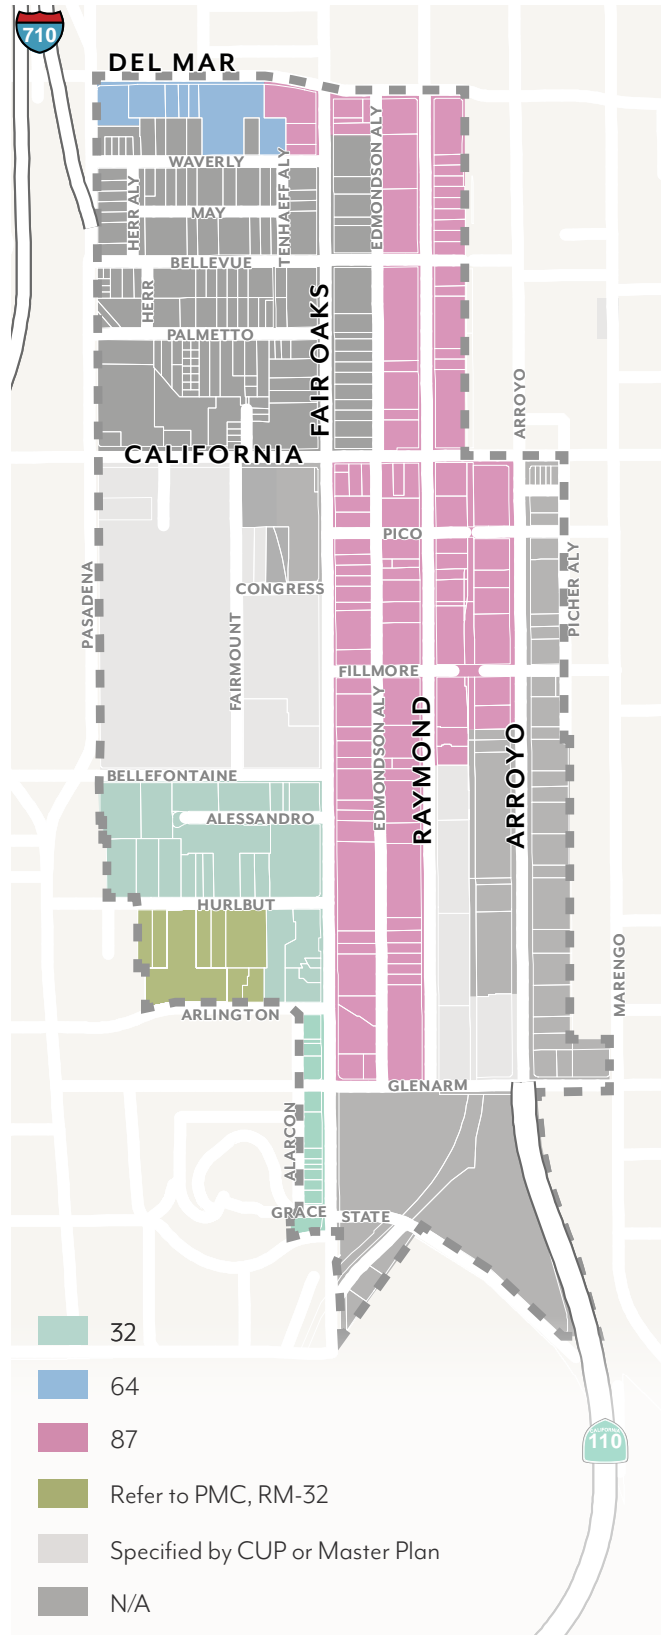 710
DEL MAR
WAVERLY
HERR ALY
MAY
TENHAEFF ALY
EDMONDSON ALY
BELLEVUE
HERR
PALMETTO
FAIR OAKS
ARROYO
CALIFORNIA
PICO
PICHER ALY
PASADENA
CONGRESS
FAIRMOUNT
FILLMORE
EDMONDSON ALY
RAYMOND
ARROYO
BELLEFONTAINE
ALESSANDRO
HURLBUT
MARENGO
ARLINGTON
GLENARM
ALARCON
GRACE
STATE
32
64
87
CALIFORNIA
110
Refer to PMC, RM-32
Specified by CUP or Master Plan
N/A